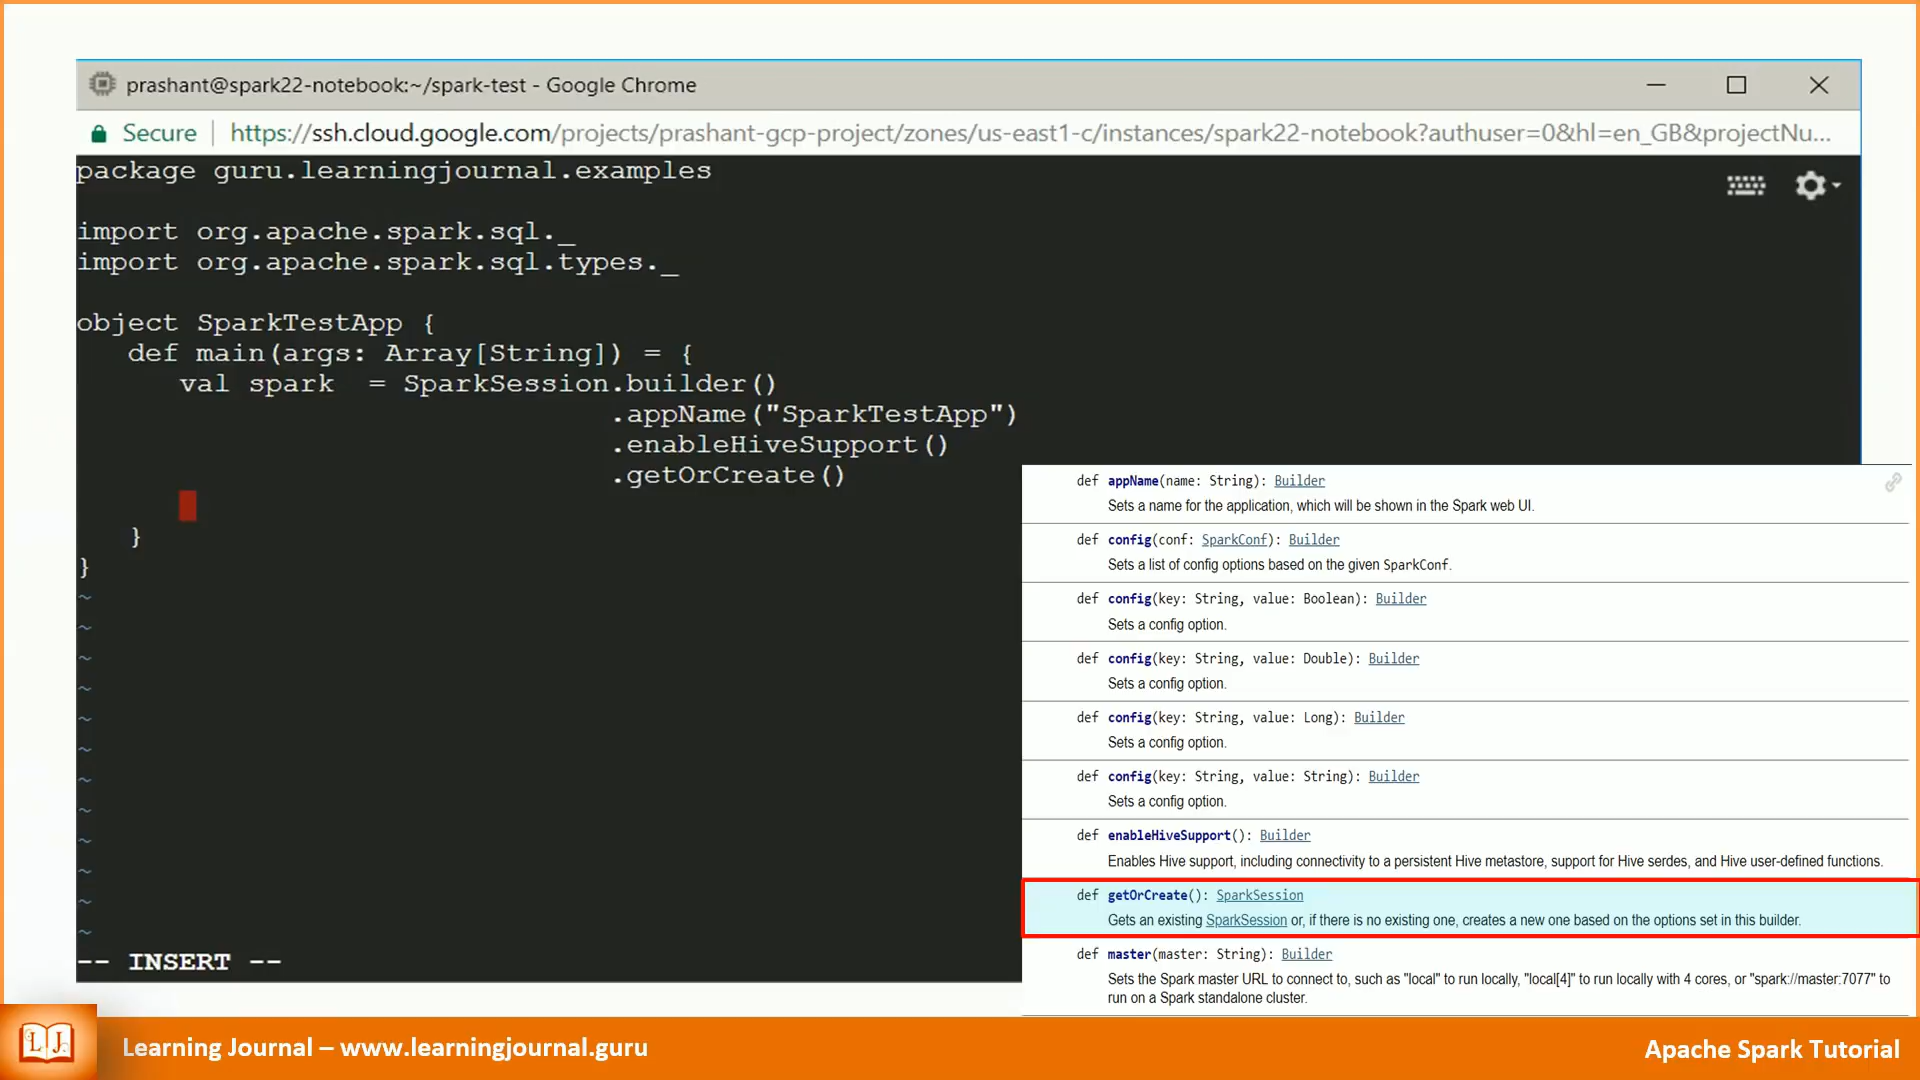 prashant@spark22-notebook:~/spark-test - Google Chrome
Secure https://ssh.cloud.google.com/projects/prashant-gcp-project/zones/us-east1-c/instances/spark22-notebook?authuser=0&hl=en_GB&projectNu...
package guru.learningjournal.examples
import org.apache.spark.sql._
import org.apache.spark.sql.types._
object SparkTestApp {
def main(args: Array[String]) = {
val spark  = SparkSession.builder()
.appName("SparkTestApp")
.enableHiveSupport()
.getOrCreate()
}
}
~
~
~
~
~
~
~
~
~
~
~
~
-- INSERT --
def appName(name: String): Builder
Sets a name for the application, which will be shown in the Spark web UI.
def config(conf: SparkConf): Builder
Sets a list of config options based on the given SparkConf.
def config(key: String, value: Boolean): Builder
Sets a config option.
def config(key: String, value: Double): Builder
Sets a config option.
def config(key: String, value: Long): Builder
Sets a config option.
def config(key: String, value: String): Builder
Sets a config option.
def enableHiveSupport(): Builder
Enables Hive support, including connectivity to a persistent Hive metastore, support for Hive serdes, and Hive user-defined functions.
def getOrCreate(): SparkSession
Gets an existing SparkSession or, if there is no existing one, creates a new one based on the options set in this builder.
def master(master: String): Builder
Sets the Spark master URL to connect to, such as "local" to run locally, "local[4]" to run locally with 4 cores, or "spark://master:7077" to
run on a Spark standalone cluster.
LJ
Learning Journal – www.learningjournal.guru
Apache Spark Tutorial